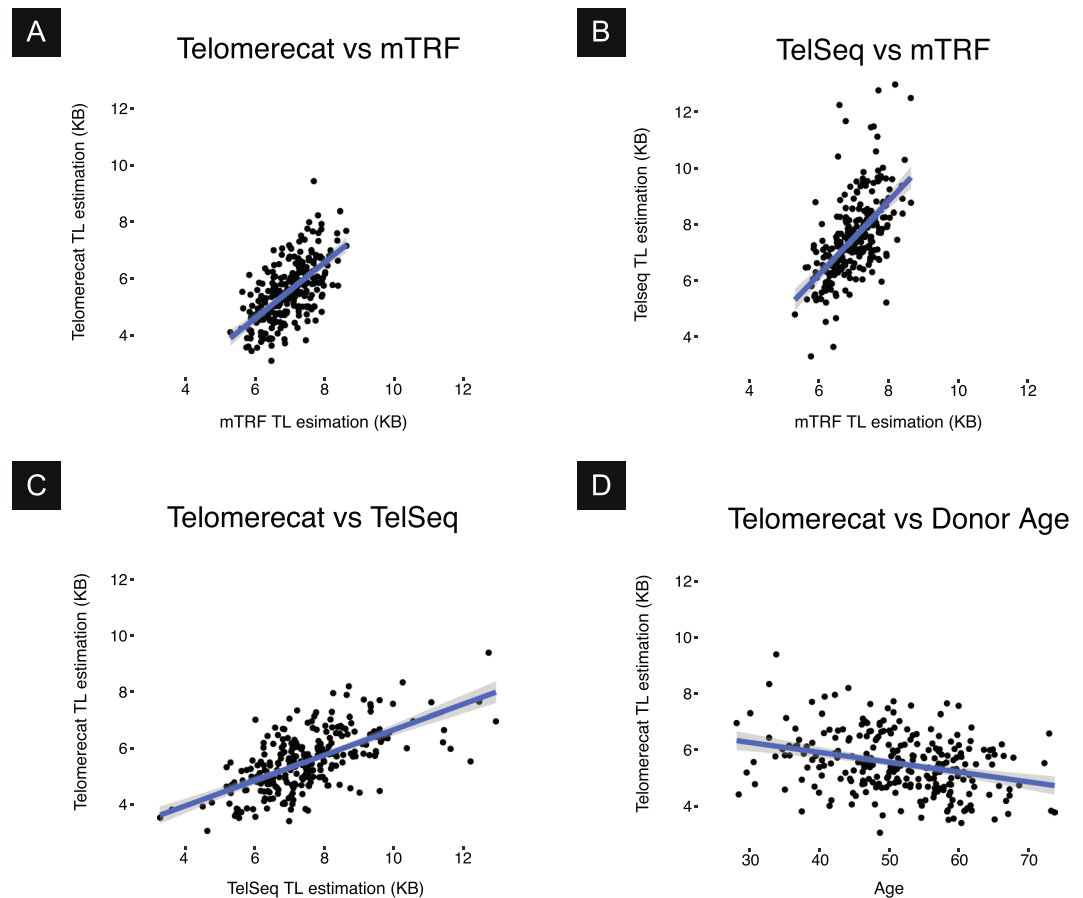 A
Telomerecat vs mTRF
Telomerecat TL estimation (KB)
12
10
8
6
4
4 6 8 10 12
mTRF TL esimation (KB)
B
TelSeq vs mTRF
Telseq TL estimation (KB)
12
10
8
6
4
4 6 8 10 12
mTRF TL esimation (KB)
C
Telomerecat vs TelSeq
Telomerecat TL estimation (KB)
12
10
8
6
4
4 6 8 10 12
TelSeq TL estimation (KB)
D
Telomerecat vs Donor Age
Telomerecat TL estimation (KB)
12
10
8
6
4
30 40 50 60 70
Age